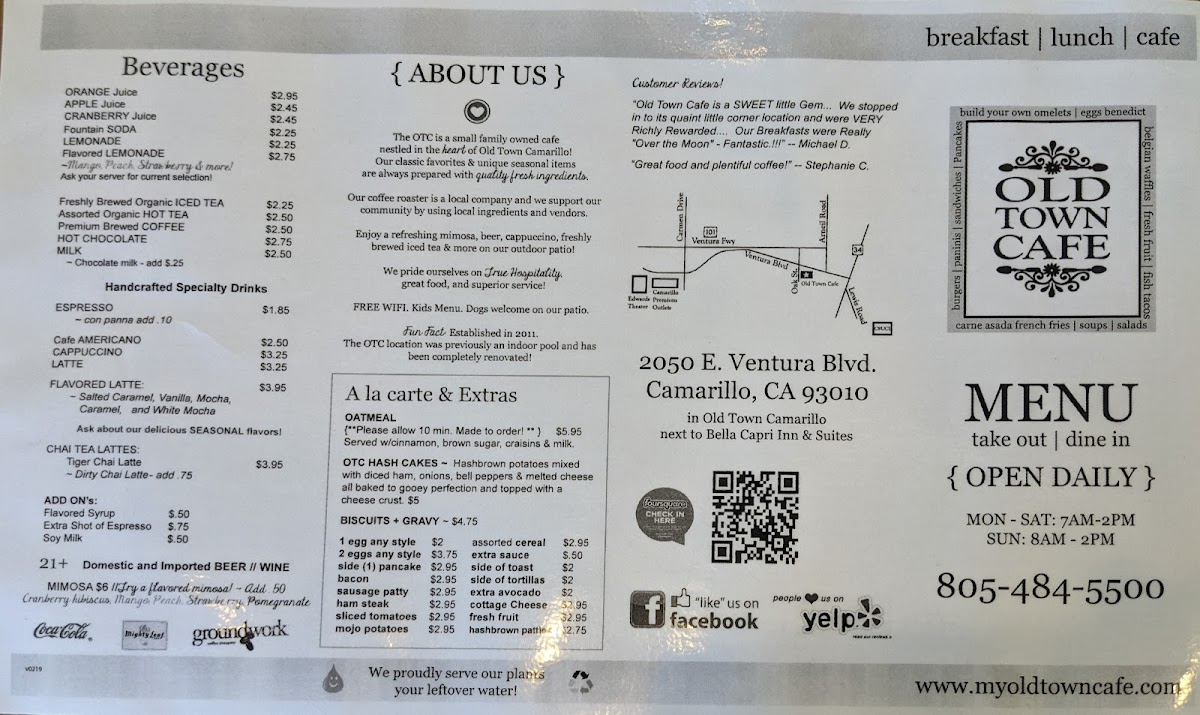 breakfast | lunch | cafe
Beverages
ORANGE Juice $2.95
APPLE Juice $2.45
CRANBERRY Juice $2.45
Fountain SODA $2.25
LEMONADE $2.25
Flavored LEMONADE $2.75
~Mango, Peach, Strawberry & more!
Ask your server for current selection!
Freshly Brewed Organic ICED TEA $2.25
Assorted Organic HOT TEA $2.50
Premium Brewed COFFEE $2.50
HOT CHOCOLATE $2.75
MILK $2.50
~ Chocolate milk - add $.25
Handcrafted Specialty Drinks
ESPRESSO $1.85
~ con panna add .10
Cafe AMERICANO $2.50
CAPPUCCINO $3.25
LATTE $3.25
FLAVORED LATTE: $3.95
~ Salted Caramel, Vanilla, Mocha,
Caramel, and White Mocha
Ask about our delicious SEASONAL flavors!
CHAI TEA LATTES:
Tiger Chai Latte $3.95
~ Dirty Chai Latte- add .75
ADD ON's:
Flavored Syrup $.50
Extra Shot of Espresso $.75
Soy Milk $.50
21+ Domestic and Imported BEER // WINE
MIMOSA $6 //Try a flavored mimosa! ~ Add .50
Cranberry hibiscus, Mango, Peach, Strawberry, Pomegranate
Coca-Cola
Mighty Leaf
groundwork
v0219
{ ABOUT US }
The OTC is a small family owned cafe
nestled in the heart of Old Town Camarillo!
Our classic favorites & unique seasonal items
are always prepared with quality fresh ingredients.
Our coffee roaster is a local company and we support our
community by using local ingredients and vendors.
Enjoy a refreshing mimosa, beer, cappuccino, freshly
brewed iced tea & more on our outdoor patio!
We pride ourselves on True Hospitality,
great food, and superior service!
FREE WIFI. Kids Menu. Dogs welcome on our patio.
Fun Fact: Established in 2011.
The OTC location was previously an indoor pool and has
been completely renovated!
A la carte & Extras
OATMEAL
{**Please allow 10 min. Made to order! ** } $5.95
Served w/cinnamon, brown sugar, craisins & milk.
OTC HASH CAKES ~ Hashbrown potatoes mixed
with diced ham, onions, bell peppers & melted cheese
all baked to gooey perfection and topped with a
cheese crust. $5
BISCUITS + GRAVY ~ $4.75
1 egg any style $2 assorted cereal $2.95
2 eggs any style $3.75 extra sauce $.50
side (1) pancake $2.95 side of toast $2
bacon $2.95 side of tortillas $2
sausage patty $2.95 extra avocado $2
ham steak $2.95 cottage Cheese $2.95
sliced tomatoes $2.95 fresh fruit $2.95
mojo potatoes $2.95 hashbrown patties $2.75
We proudly serve our plants
your leftover water!
Customer Reviews!
"Old Town Cafe is a SWEET little Gem... We stopped
in to its quaint little corner location and were VERY
Richly Rewarded.... Our Breakfasts were Really
"Over the Moon" - Fantastic.!!!" -- Michael D.
"Great food and plentiful coffee!" -- Stephanie C.
Carmen Drive
Arneil Road
101
Ventura Fwy
34
Ventura Blvd
Oak St.
Old Town Cafe
Lewis Road
Edwards Theater
Camarillo Premium Outlets
CSUCI
2050 E. Ventura Blvd.
Camarillo, CA 93010
in Old Town Camarillo
next to Bella Capri Inn & Suites
foursquare
CHECK IN
HERE
f "like" us on
facebook
people us on
yelp
read our reviews
build your own omelets | eggs benedict
burgers | paninis | sandwiches | Pancakes
belgian waffles | fresh fruit | fish tacos
OLD
TOWN
CAFE
carne asada french fries | soups | salads
MENU
take out | dine in
{ OPEN DAILY }
MON - SAT: 7AM-2PM
SUN: 8AM - 2PM
805-484-5500
www.myoldtowncafe.com